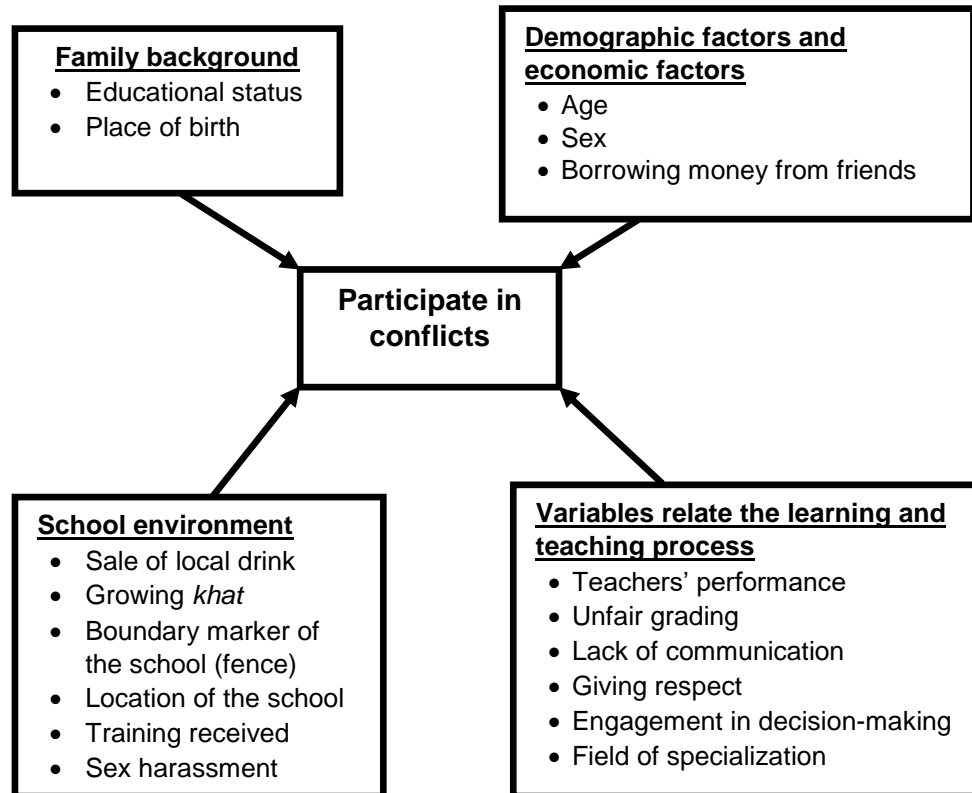 Family background
• Educational status
• Place of birth
Demographic factors and
economic factors
• Age
• Sex
• Borrowing money from friends
Participate in
conflicts
School environment
• Sale of local drink
• Growing khat
• Boundary marker of
the school (fence)
• Location of the school
• Training received
• Sex harassment
Variables relate the learning and
teaching process
• Teachers’ performance
• Unfair grading
• Lack of communication
• Giving respect
• Engagement in decision-making
• Field of specialization